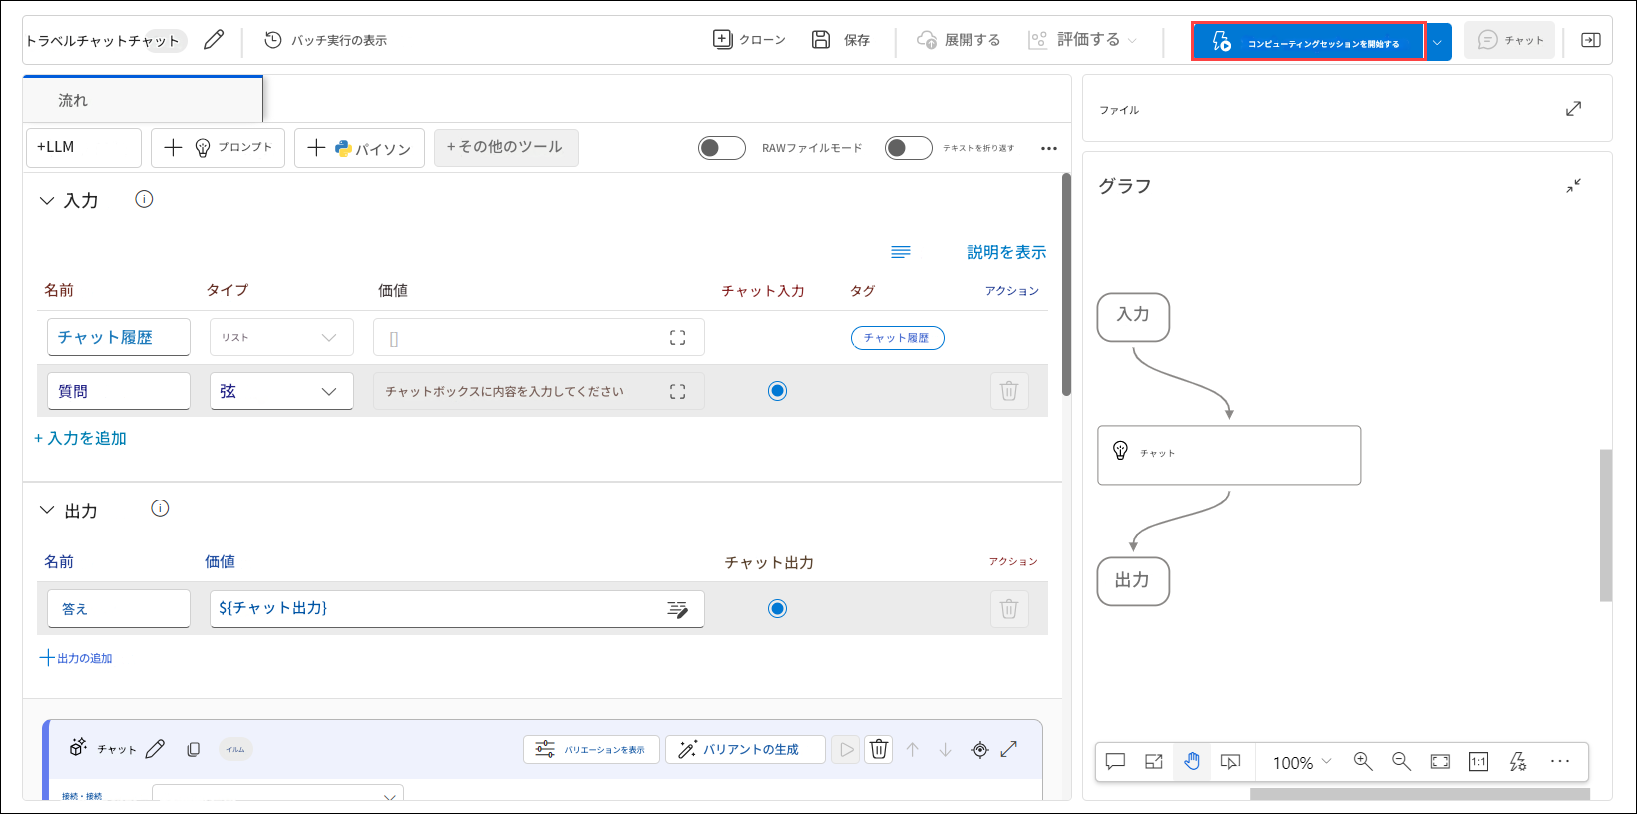 トラベルチャットチャット
バッチ実行の表示
クローン
保存
展開する
評価する
コンピューティングセッションを開始する
チャット
流れ
+LLM
プロンプト
パイソン
+その他のツール
RAWファイルモード
テキストを折り返す
入力
説明を表示
名前 タイプ 価値 チャット入力 タグ アクション
チャット履歴 リスト [] チャット履歴
質問 弦 チャットボックスに内容を入力してください
+ 入力を追加
出力
名前 価値 チャット出力 アクション
答え ${チャット出力}
出力の追加
チャット
イルム
バリエーションを表示
バリアントの生成
接続・接続
ファイル
グラフ
入力
チャット
出力
100%
1:1